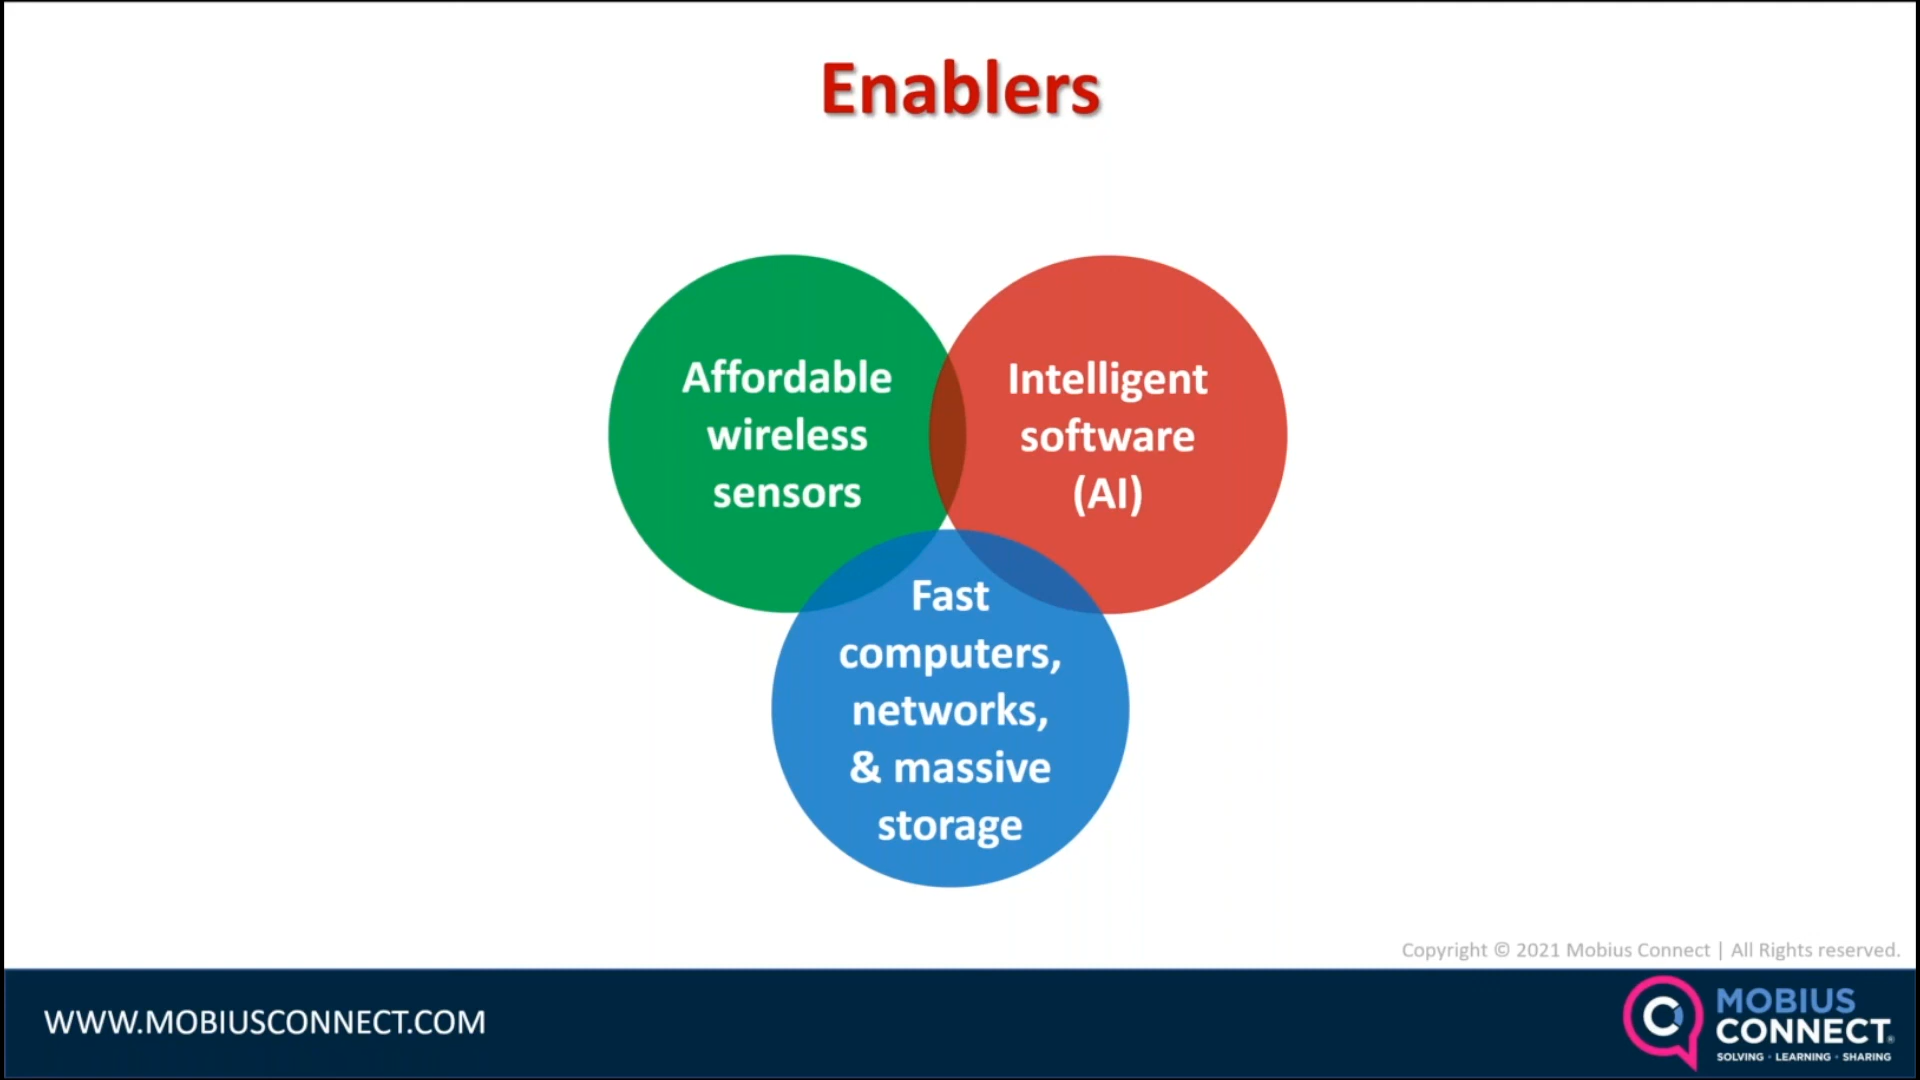 Enablers
Affordable
wireless
sensors
Intelligent
software
(AI)
Fast
computers,
networks,
& massive
storage
Copyright © 2021 Mobius Connect | All Rights reserved.
WWW.MOBIUSCONNECT.COM
MOBIUS
CONNECT®
SOLVING · LEARNING · SHARING